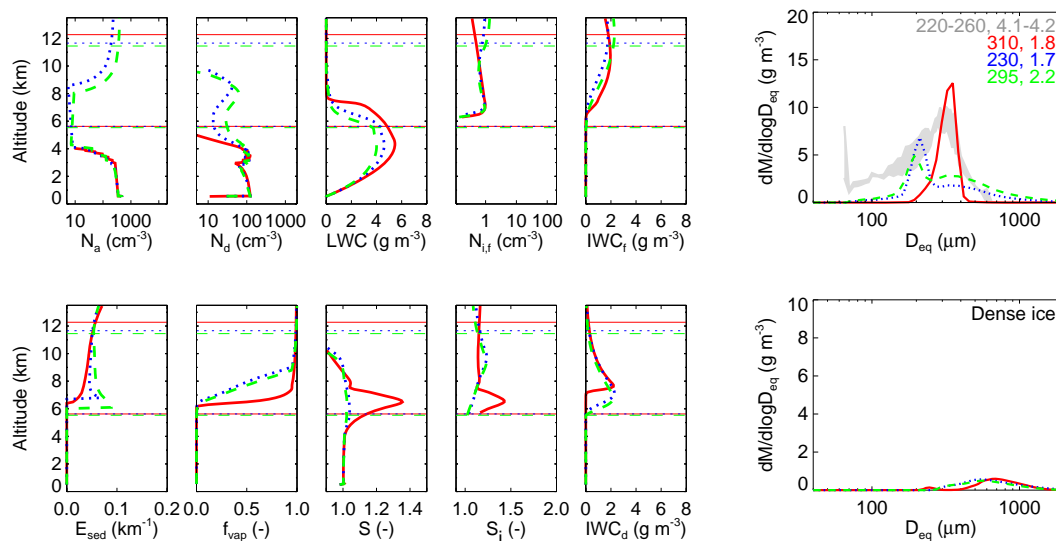 12
10
8
6
4
2
0
Altitude (km)
10 400
N_a (cm^-3)
10 100 1000
N_d (cm^-3)
0 2 4 6 8
LWC (g m^-3)
1 10 100
N_i,f (cm^-3)
0 2 4 6 8
IWC_f (g m^-3)
20
15
10
5
0
dM/dlogD_eq (g m^-3)
220-260, 4.1-4.2
310, 1.8
230, 1.7
295, 2.2
100 1000
D_eq (μm)
12
10
8
6
4
2
0
Altitude (km)
0.0 0.1 0.2
E_sed (km^-1)
0.0 0.5 1.0
f_vap (-)
1.0 1.2 1.4
S (-)
1.0 1.5 2.0
S_i (-)
0 2 4 6 8
IWC_d (g m^-3)
10
8
6
4
2
0
dM/dlogD_eq (g m^-3)
Dense ice
100 1000
D_eq (μm)